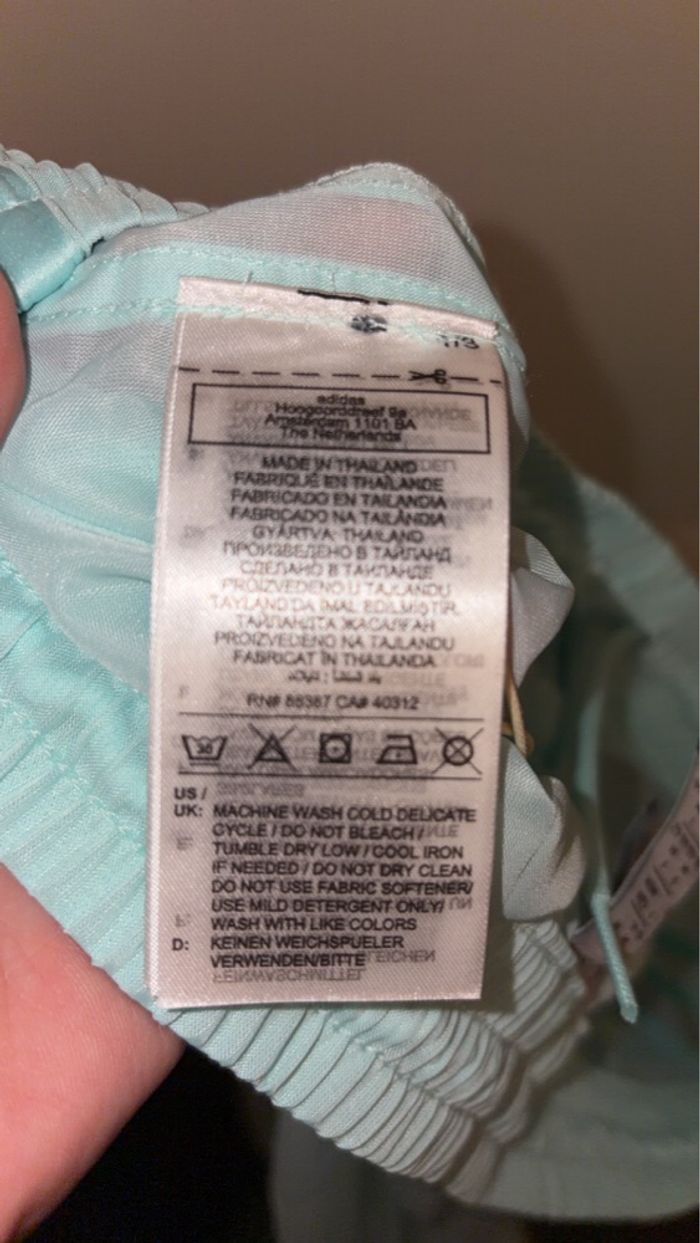 1/3
adidas
Hoogoorddreef 9a
Amsterdam 1101 BA
The Netherlands
MADE IN THAILAND
FABRIQUÉ EN THAÏLANDE
FABRICADO EN TAILANDIA
FABRICADO NA TAILÂNDIA
GYÁRTVA: THAILAND
ПРОИЗВЕДЕНО В ТАЙЛАНД
СДЕЛАНО В ТАИЛАНДЕ
PROIZVEDENO U TAJLANDU
TAYLAND'DA İMAL EDİLMİŞTİR.
ТАЙЛАНДТА ЖАСАЛҒАН
PROIZVEDENO NA TAJLANDU
FABRICAT ÎN THAILANDA
RN# 88387 CA# 40312
30
US /
UK: MACHINE WASH COLD DELICATE
CYCLE / DO NOT BLEACH /
TUMBLE DRY LOW / COOL IRON
IF NEEDED / DO NOT DRY CLEAN
DO NOT USE FABRIC SOFTENER/
USE MILD DETERGENT ONLY/
WASH WITH LIKE COLORS
D: KEINEN WEICHSPUELER
VERWENDEN/BITTE